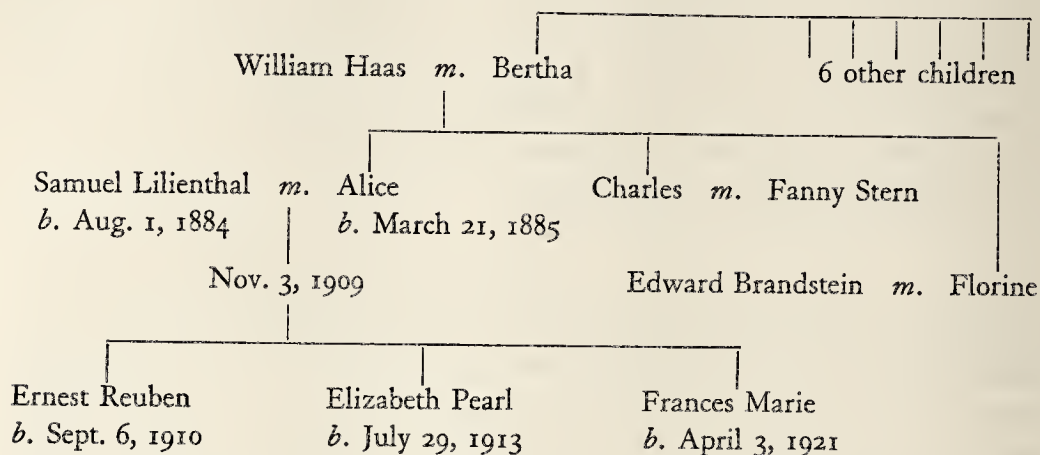 William Haas m. Bertha
6 other children
Samuel Lilienthal m. Alice
b. Aug. 1, 1884
b. March 21, 1885
Charles m. Fanny Stern
Nov. 3, 1909
Edward Brandstein m. Florine
Ernest Reuben
b. Sept. 6, 1910
Elizabeth Pearl
b. July 29, 1913
Frances Marie
b. April 3, 1921